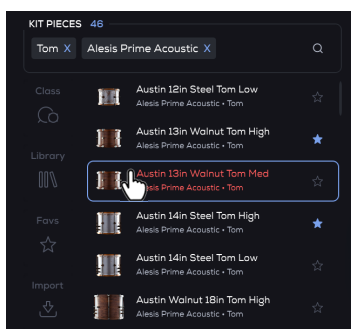 KIT PIECES 46
Tom X Alesis Prime Acoustic X
Class
Austin 12in Steel Tom Low
Alesis Prime Acoustic • Tom
Austin 13in Walnut Tom High
Alesis Prime Acoustic • Tom
Library
Austin 13in Walnut Tom Med
Alesis Prime Acoustic • Tom
Favs
Austin 14in Steel Tom High
Alesis Prime Acoustic • Tom
Austin 14in Steel Tom Low
Alesis Prime Acoustic • Tom
Import
Austin Walnut 18in Tom High
Alesis Prime Acoustic • Tom